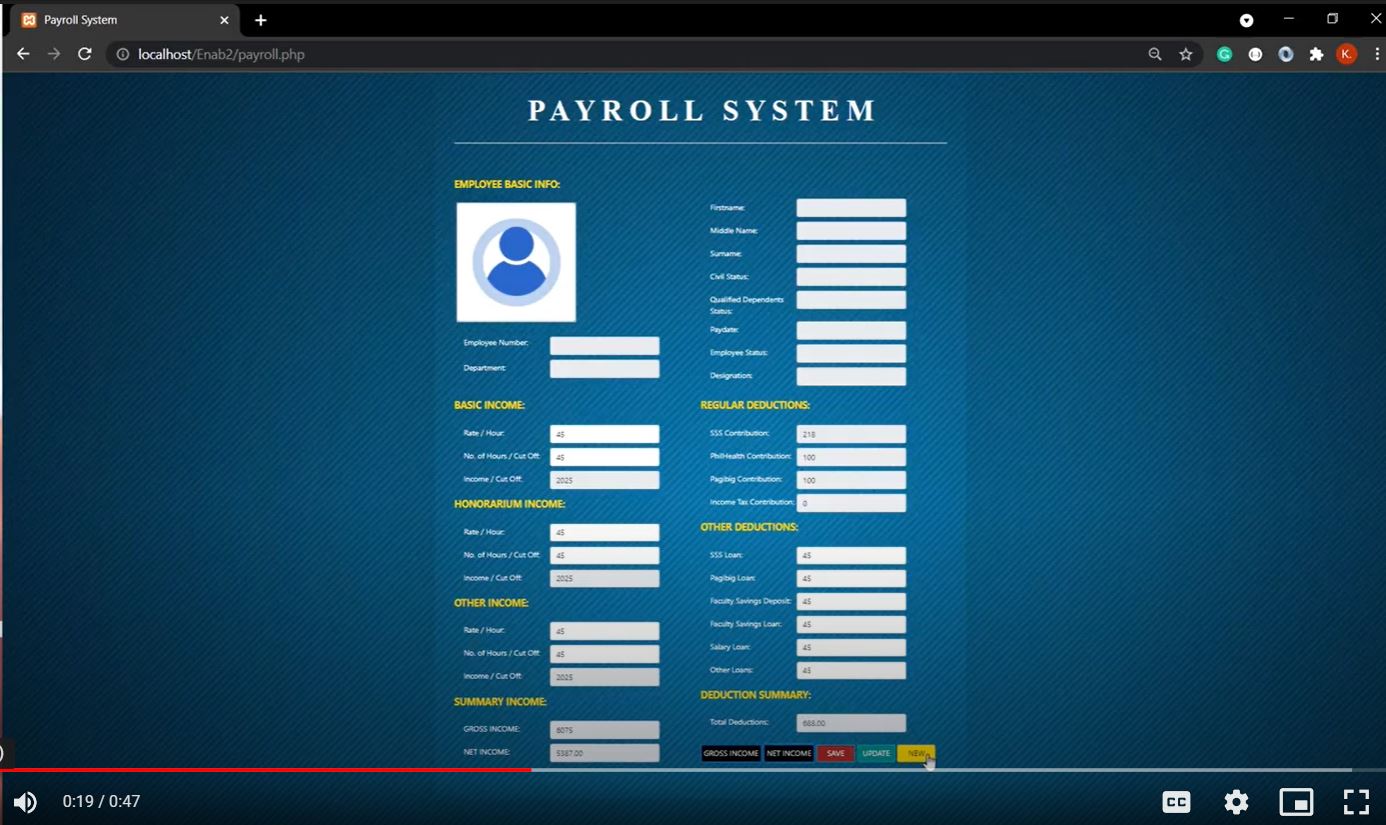 Payroll System
localhost/Enab2/payroll.php
K.
PAYROLL SYSTEM
EMPLOYEE BASIC INFO:
Employee Number:
Department:
Firstname:
Middle Name:
Surname:
Civil Status:
Qualified Dependents
Status:
Paydate:
Employee Status:
Designation:
BASIC INCOME:
Rate / Hour: 45
No. of Hours / Cut Off: 45
Income / Cut Off: 2025
HONORARIUM INCOME:
Rate / Hour: 45
No. of Hours / Cut Off: 45
Income / Cut Off: 2025
OTHER INCOME:
Rate / Hour: 45
No. of Hours / Cut Off: 45
Income / Cut Off: 2025
SUMMARY INCOME:
GROSS INCOME: 6075
NET INCOME: 5387.00
REGULAR DEDUCTIONS:
SSS Contribution: 218
PhilHealth Contribution: 100
Pagibig Contribution: 100
Income Tax Contribution: 0
OTHER DEDUCTIONS:
SSS Loan: 45
Pagibig Loan: 45
Faculty Savings Deposit: 45
Faculty Savings Loan: 45
Salary Loan: 45
Other Loans: 45
DEDUCTION SUMMARY:
Total Deductions: 688.00
GROSS INCOME NET INCOME SAVE UPDATE NEW
0:19 / 0:47
CC